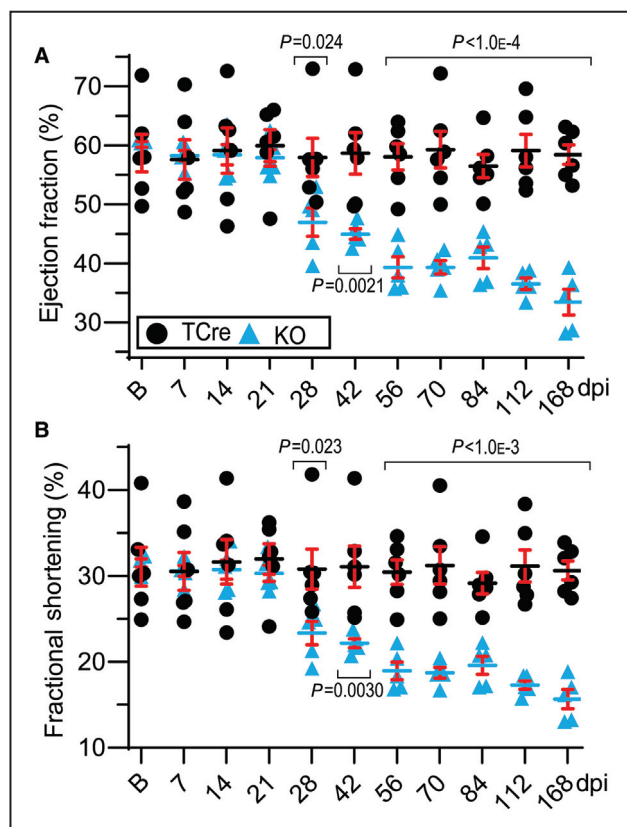 A
P=0.024
P<1.0E-4
Ejection fraction (%)
70
60
50
40
30
P=0.0021
TCre KO
B 7 14 21 28 42 56 70 84 112 168 dpi
B
P=0.023
P<1.0E-3
Fractional shortening (%)
40
30
20
10
P=0.0030
B 7 14 21 28 42 56 70 84 112 168 dpi